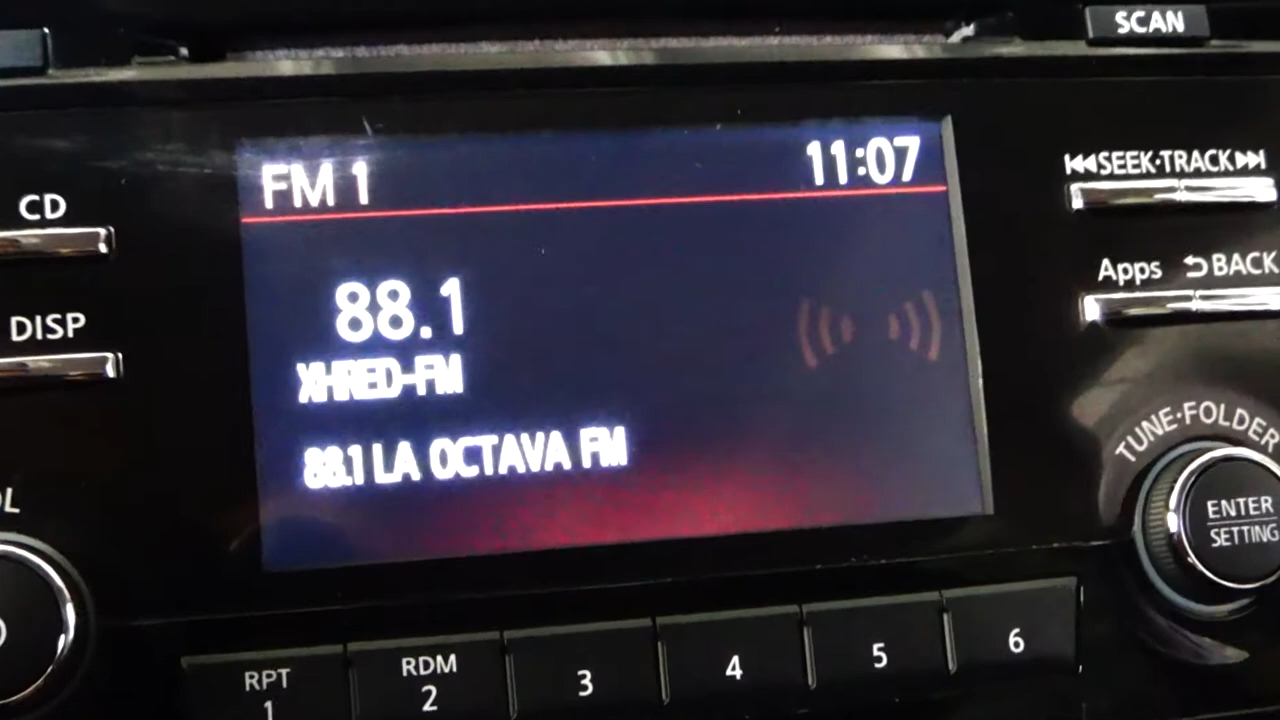 SCAN
FM 1
11:07
SEEK·TRACK
CD
88.1
Apps
BACK
DISP
XHRED-FM
88.1 LA OCTAVA FM
TUNE·FOLDER
ENTER
SETTING
RPT
1
RDM
2
3
4
5
6